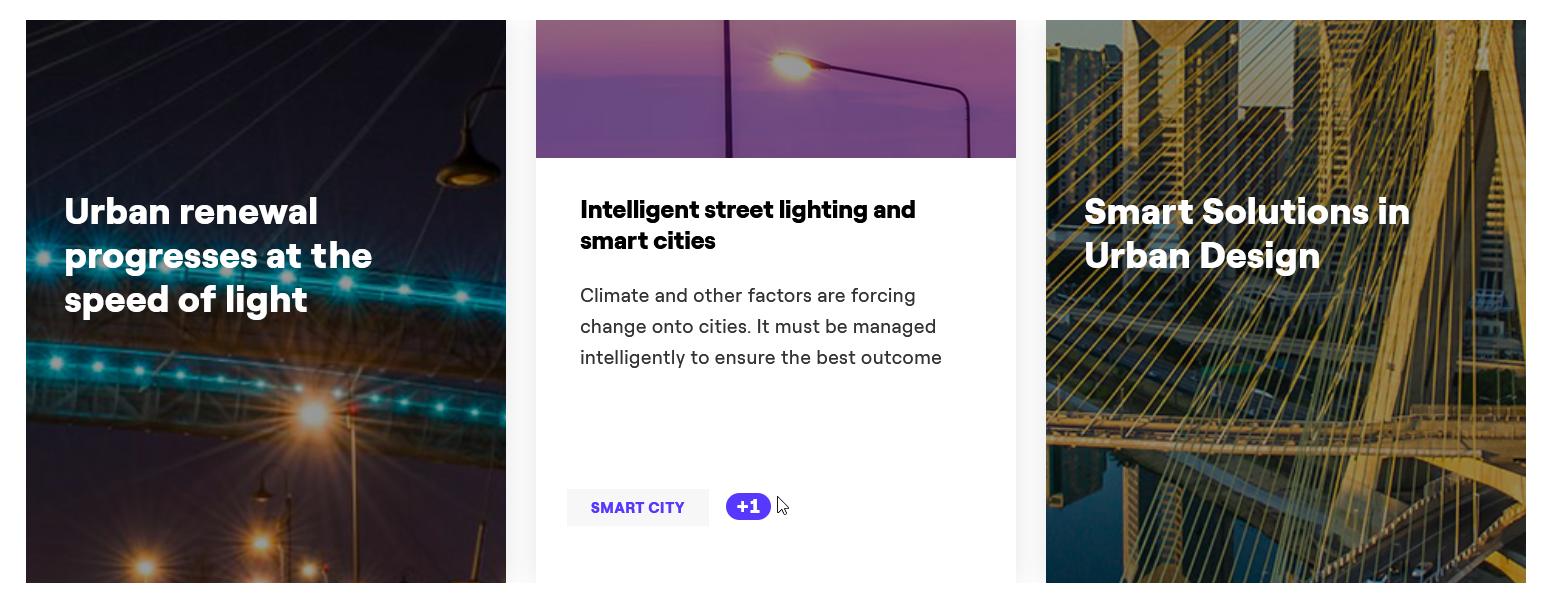 Urban renewal
progresses at the
speed of light
Intelligent street lighting and
smart cities
Climate and other factors are forcing
change onto cities. It must be managed
intelligently to ensure the best outcome
SMART CITY
+1
Smart Solutions in
Urban Design